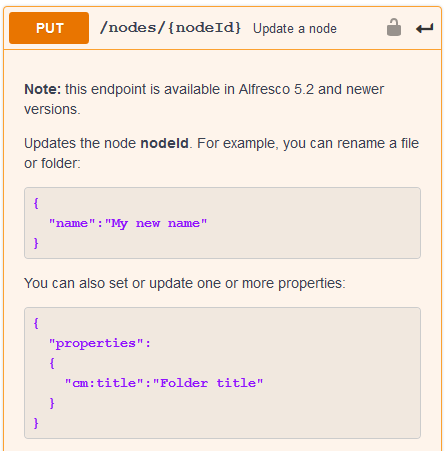 PUT /nodes/{nodeId} Update a node
Note: this endpoint is available in Alfresco 5.2 and newer
versions.
Updates the node nodeId. For example, you can rename a file
or folder:
{
"name":"My new name"
}
You can also set or update one or more properties:
{
"properties":
{
"cm:title":"Folder title"
}
}